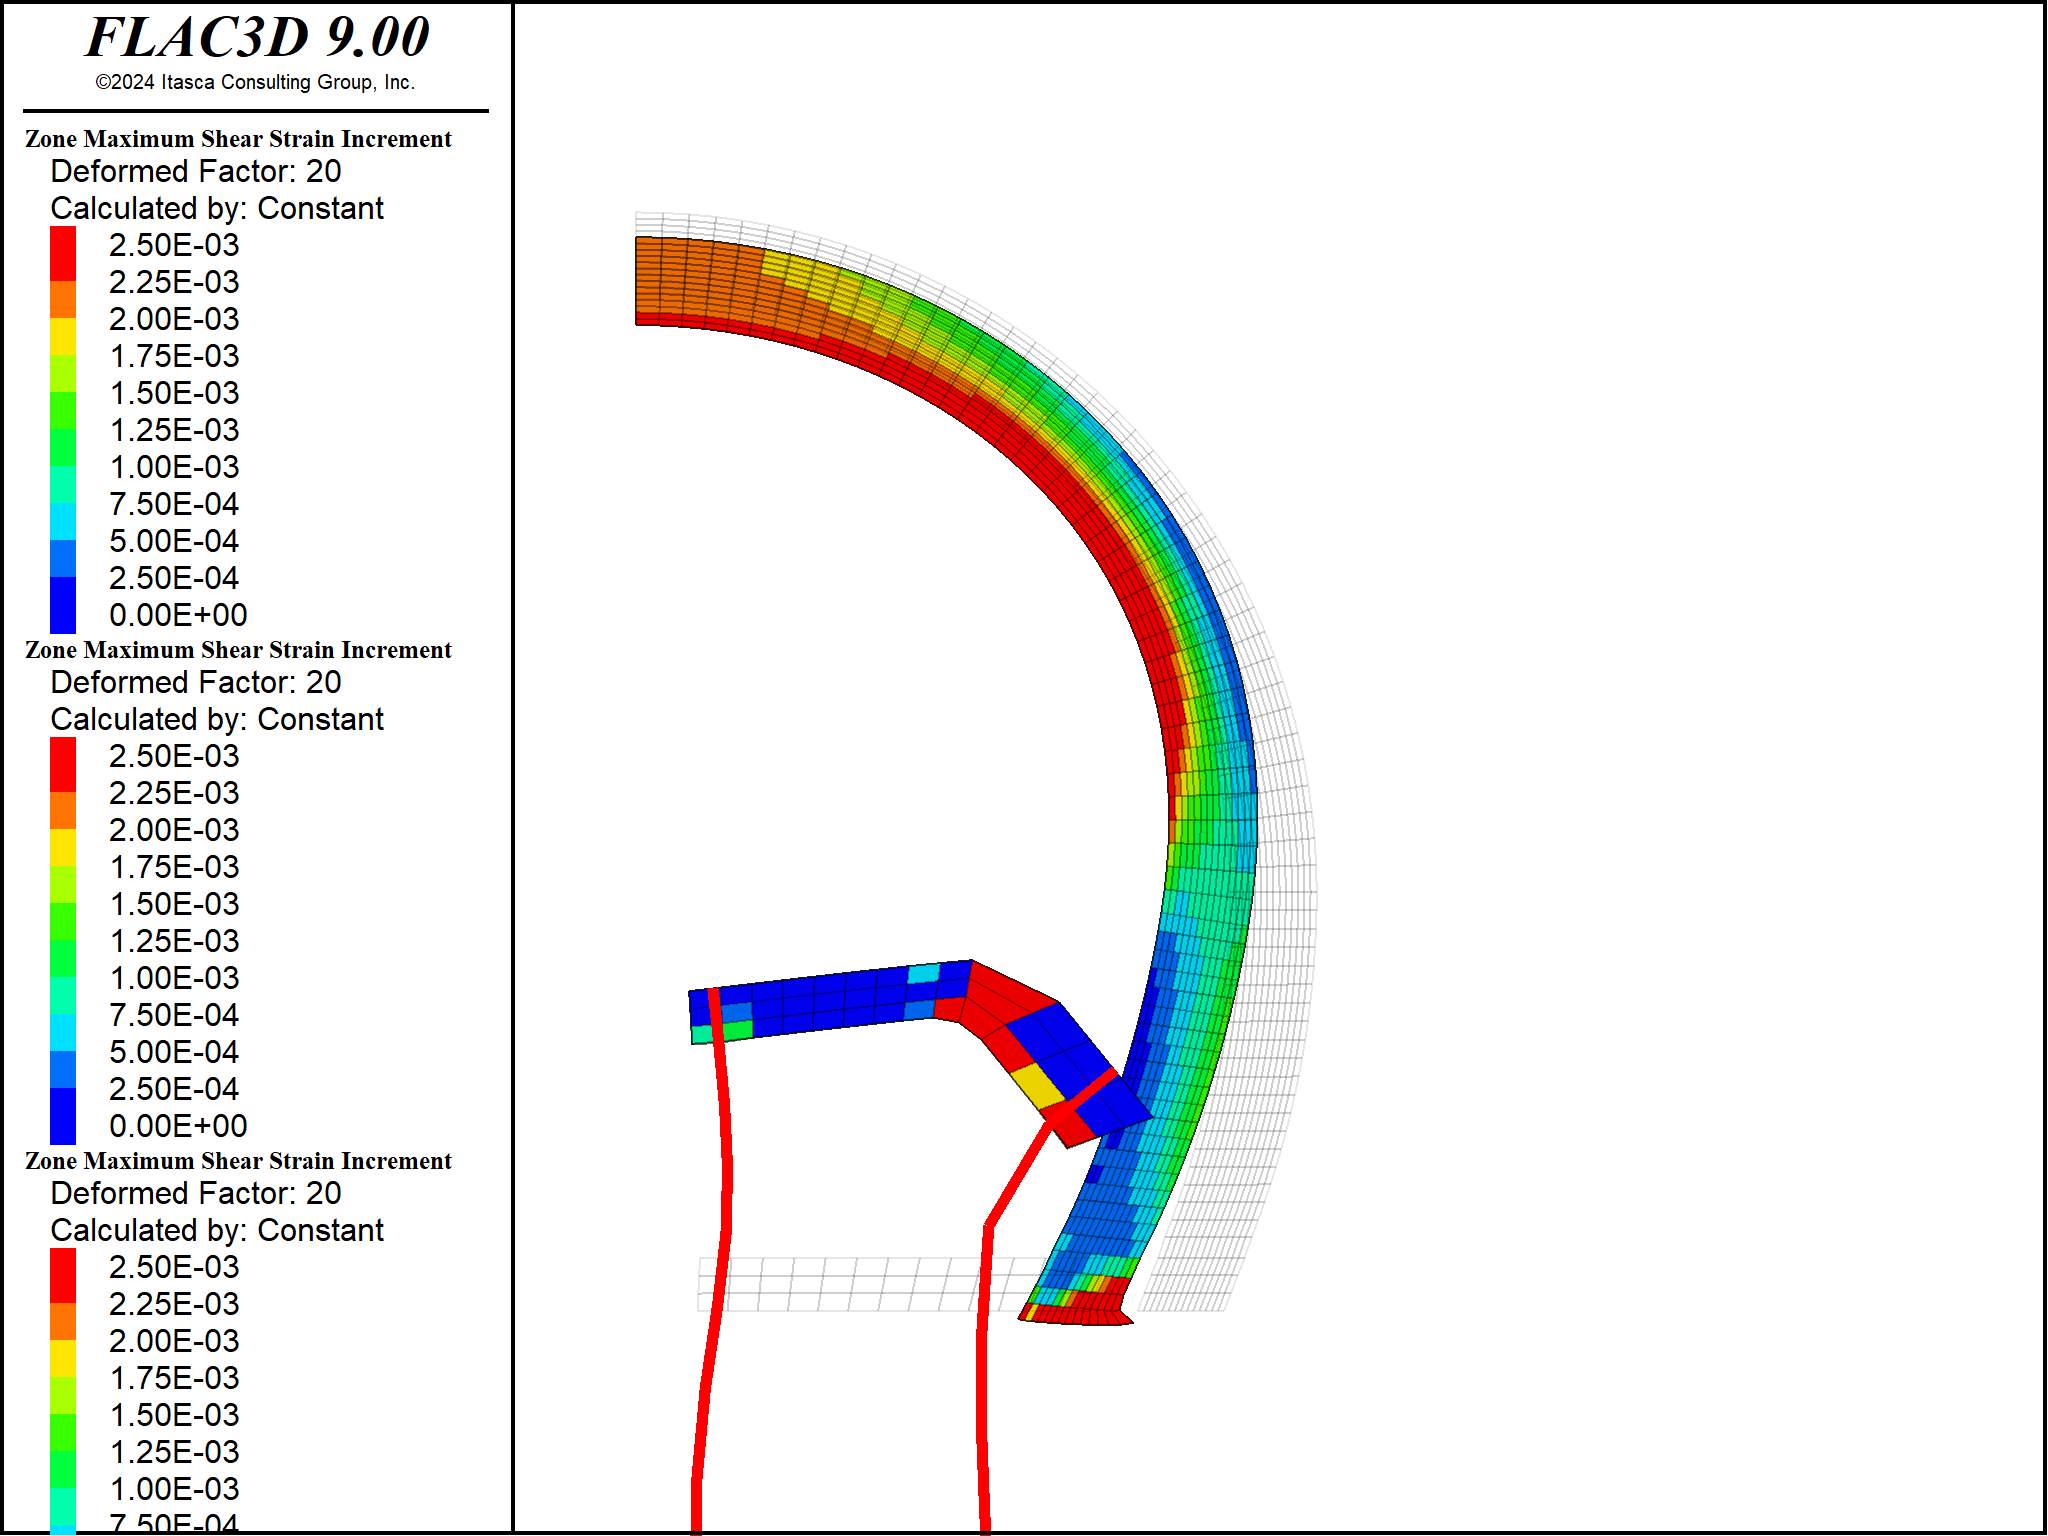 FLAC3D 9.00
©2024 Itasca Consulting Group, Inc.
Zone Maximum Shear Strain Increment
Deformed Factor: 20
Calculated by: Constant
2.50E-03
2.25E-03
2.00E-03
1.75E-03
1.50E-03
1.25E-03
1.00E-03
7.50E-04
5.00E-04
2.50E-04
0.00E+00
Zone Maximum Shear Strain Increment
Deformed Factor: 20
Calculated by: Constant
2.50E-03
2.25E-03
2.00E-03
1.75E-03
1.50E-03
1.25E-03
1.00E-03
7.50E-04
5.00E-04
2.50E-04
0.00E+00
Zone Maximum Shear Strain Increment
Deformed Factor: 20
Calculated by: Constant
2.50E-03
2.25E-03
2.00E-03
1.75E-03
1.50E-03
1.25E-03
1.00E-03
7.50E-04